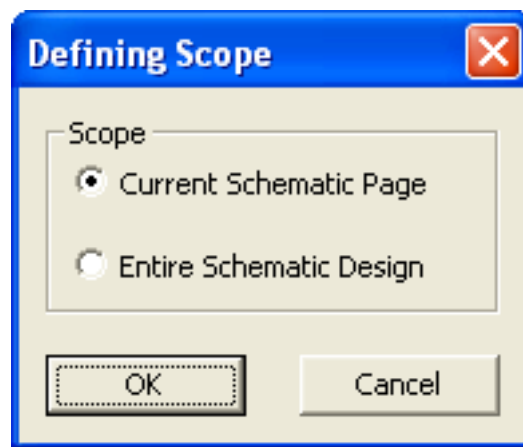 Defining Scope
Scope
Current Schematic Page
Entire Schematic Design
OK Cancel